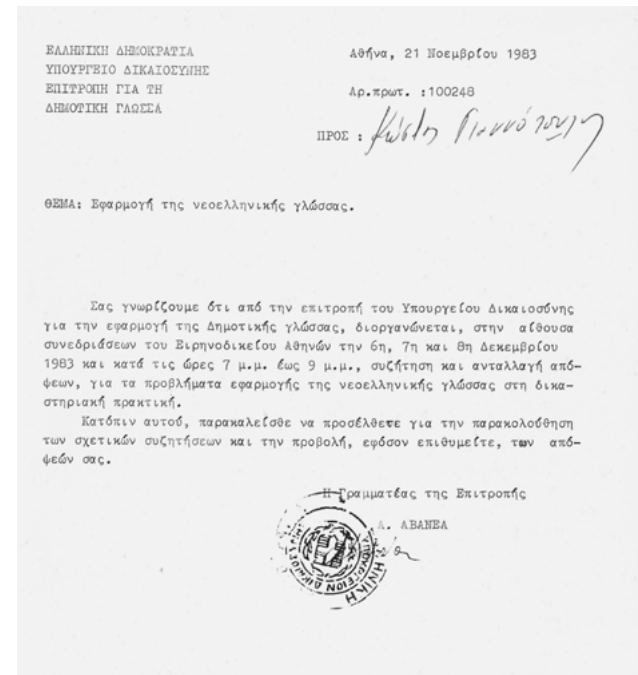 ΕΛΛΗΝΙΚΗ ΔΗΜΟΚΡΑΤΙΑ
ΥΠΟΥΡΓΕΙΟ ΔΙΚΑΙΟΣΥΝΗΣ
ΕΠΙΤΡΟΠΗ ΓΙΑ ΤΗ
ΔΗΜΟΤΙΚΗ ΓΛΩΣΣΑ
Αθήνα, 21 Νοεμβρίου 1983
Αρ.πρωτ. :100248
ΠΡΟΣ : Κώστη Γιαννόπουλο
ΘΕΜΑ: Εφαρμογή της νεοελληνικής γλώσσας.
Σας γνωρίζουμε ότι από την επιτροπή του Υπουργείου Δικαιοσύνης
για την εφαρμογή της Δημοτικής γλώσσας, διοργανώνεται, στην αίθουσα
συνεδριάσεων του Ειρηνοδικείου Αθηνών την 6η, 7η και 8η Δεκεμβρίου
1983 και κατά τις ώρες 7 μ.μ. έως 9 μ.μ., συζήτηση και ανταλλαγή από-
ψεων, για τα προβλήματα εφαρμογής της νεοελληνικής γλώσσας στη δικα-
στηριακή πρακτική.
Κατόπιν αυτού, παρακαλείσθε να προσέλθετε για την παρακολούθηση
των σχετικών συζητήσεων και την προβολή, εφόσον επιθυμείτε, των από-
ψεών σας.
Η Γραμματέας της Επιτροπής
Α. ΑΒΑΝΕΑ